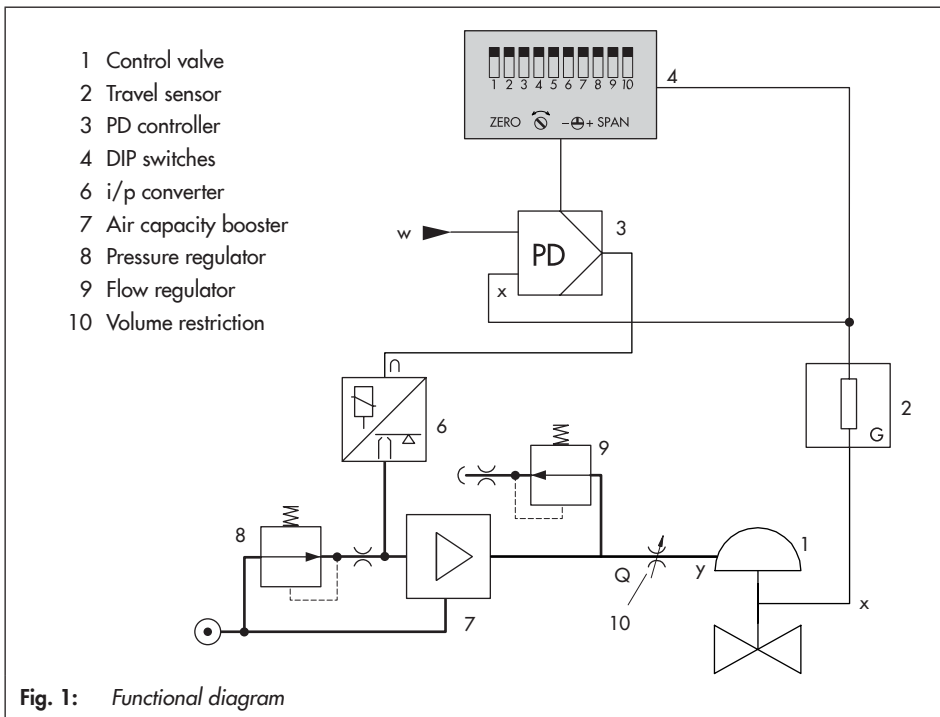 1 Control valve
2 Travel sensor
3 PD controller
4 DIP switches
6 i/p converter
7 Air capacity booster
8 Pressure regulator
9 Flow regulator
10 Volume restriction
1 2 3 4 5 6 7 8 9 10
ZERO - + SPAN
4
w
PD
3
x
2
G
6
9
8
7
Q
10
y
1
x
Fig. 1: Functional diagram